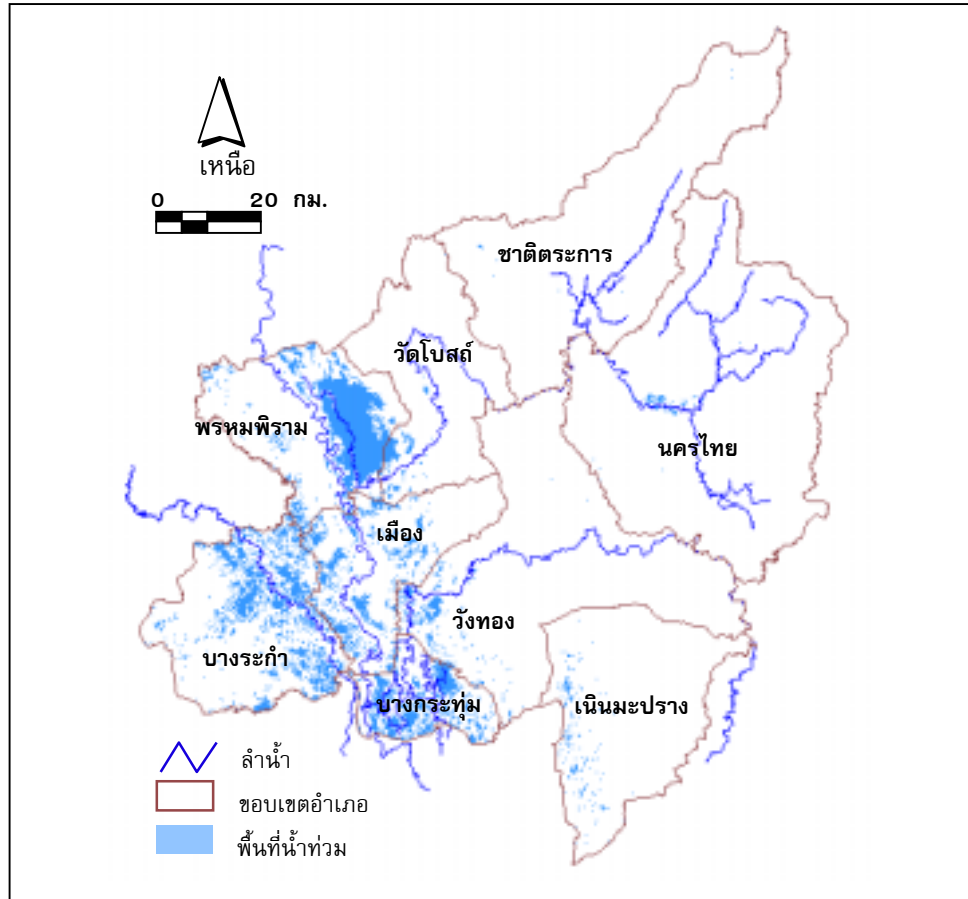 เหนือ
0 20 กม.
ชาติตระการ
วัดโบสถ์
พรหมพิราม
นครไทย
เมือง
วังทอง
บางระกำ
บางกระทุ่ม
เนินมะปราง
ลำน้ำ
ขอบเขตอำเภอ
พื้นที่น้ำท่วม